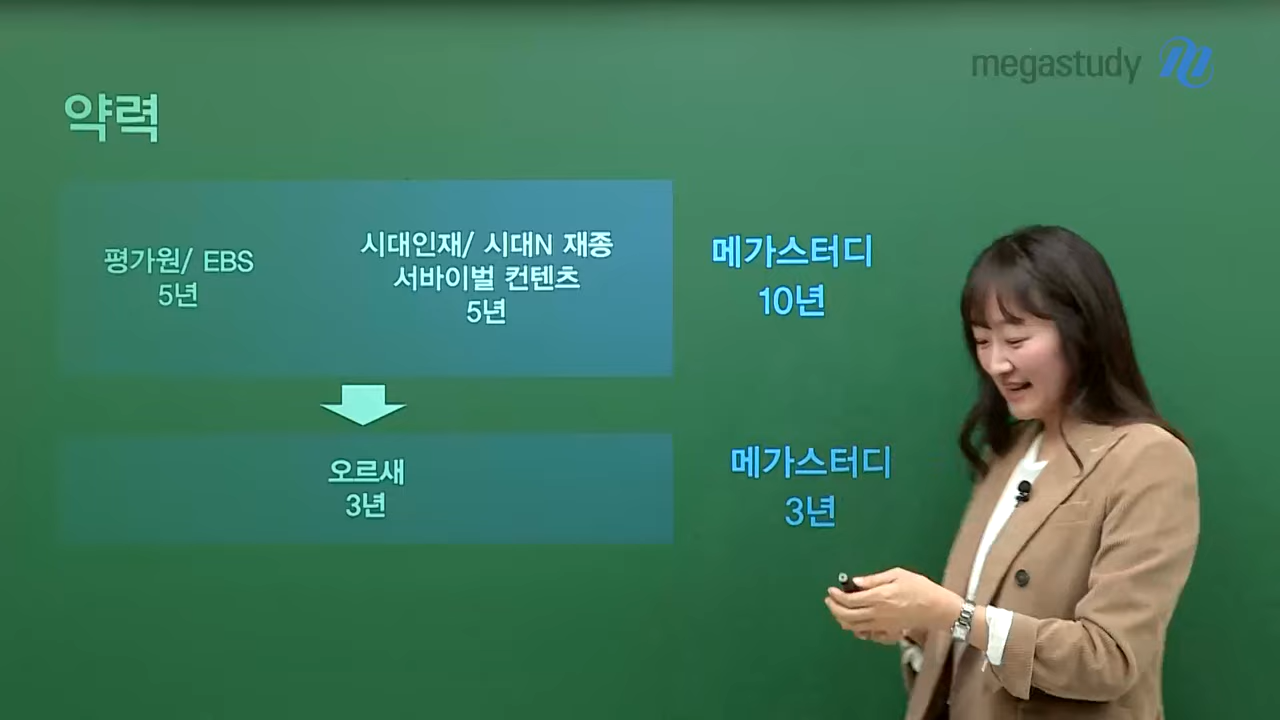 megastudy
약력
평가원/ EBS
5년
시대인재/ 시대N 재종
서바이벌 컨텐츠
5년
메가스터디
10년
오르새
3년
메가스터디
3년